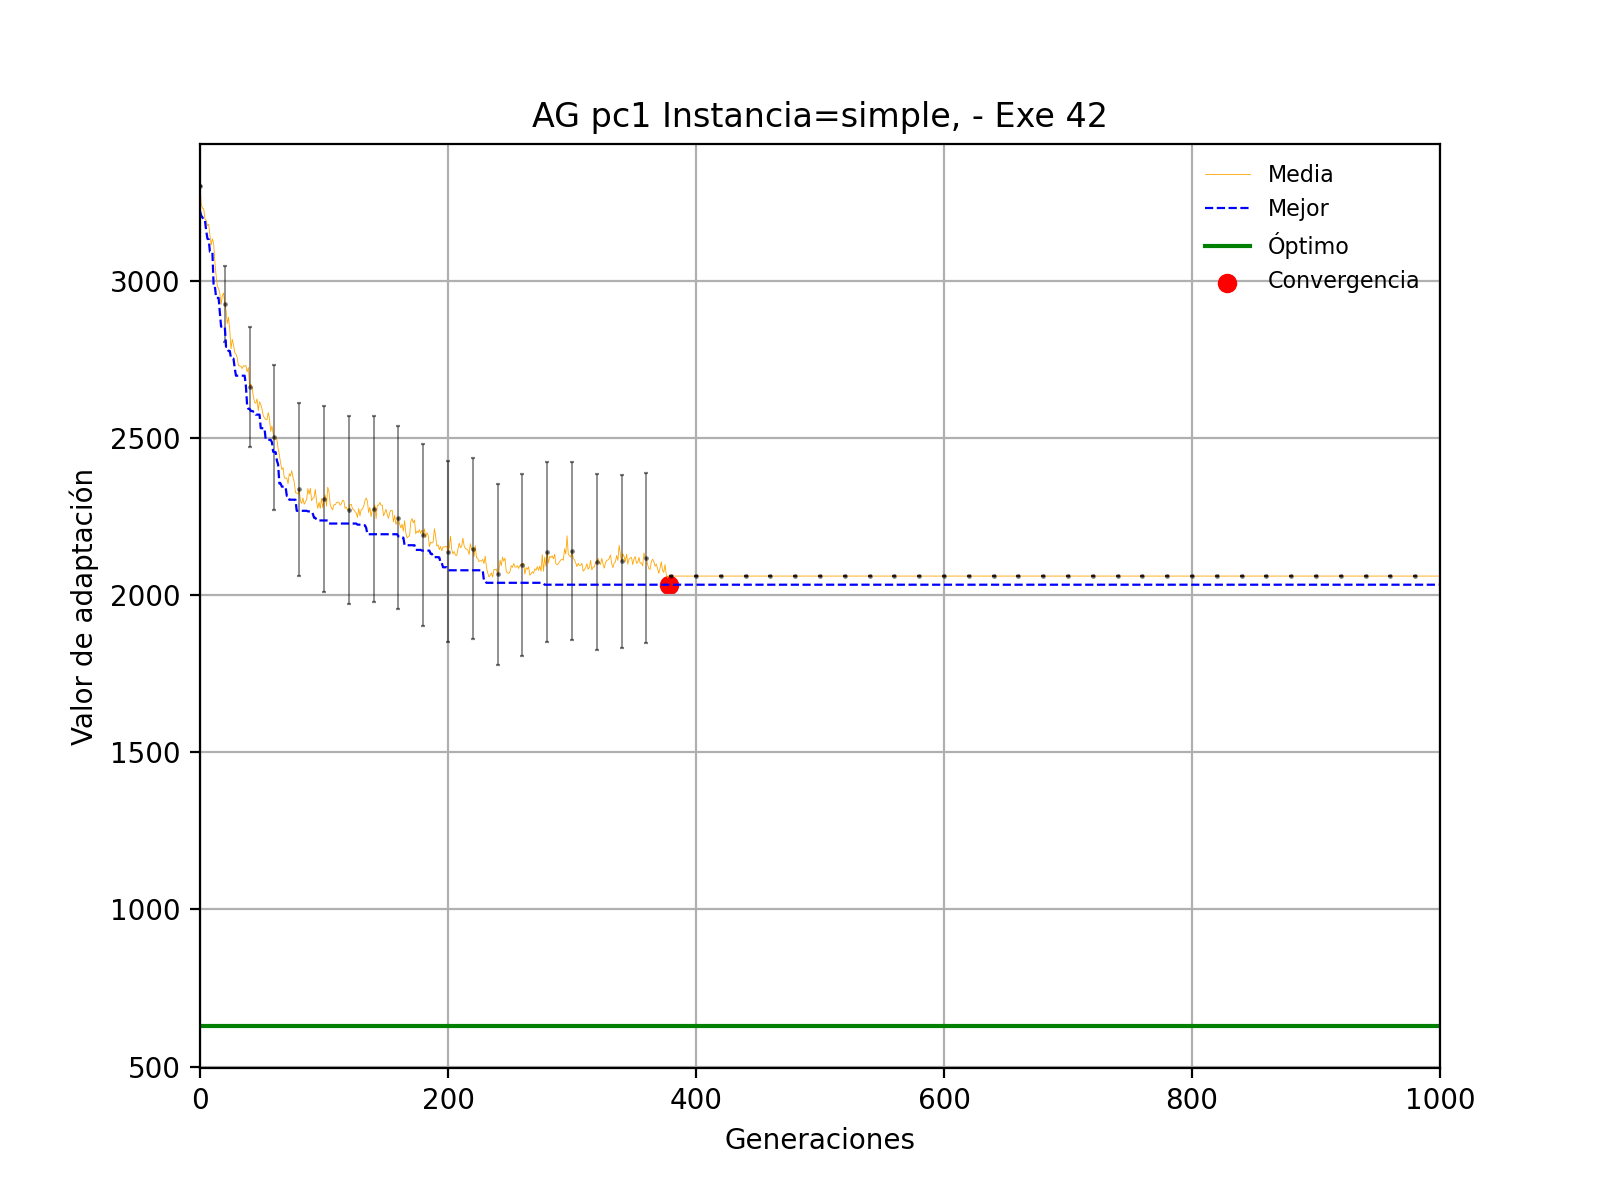 AG pc1 Instancia=simple, - Exe 42
Media
Mejor
Óptimo
Convergencia
Valor de adaptación
3000
2500
2000
1500
1000
500
0 200 400 600 800 1000
Generaciones